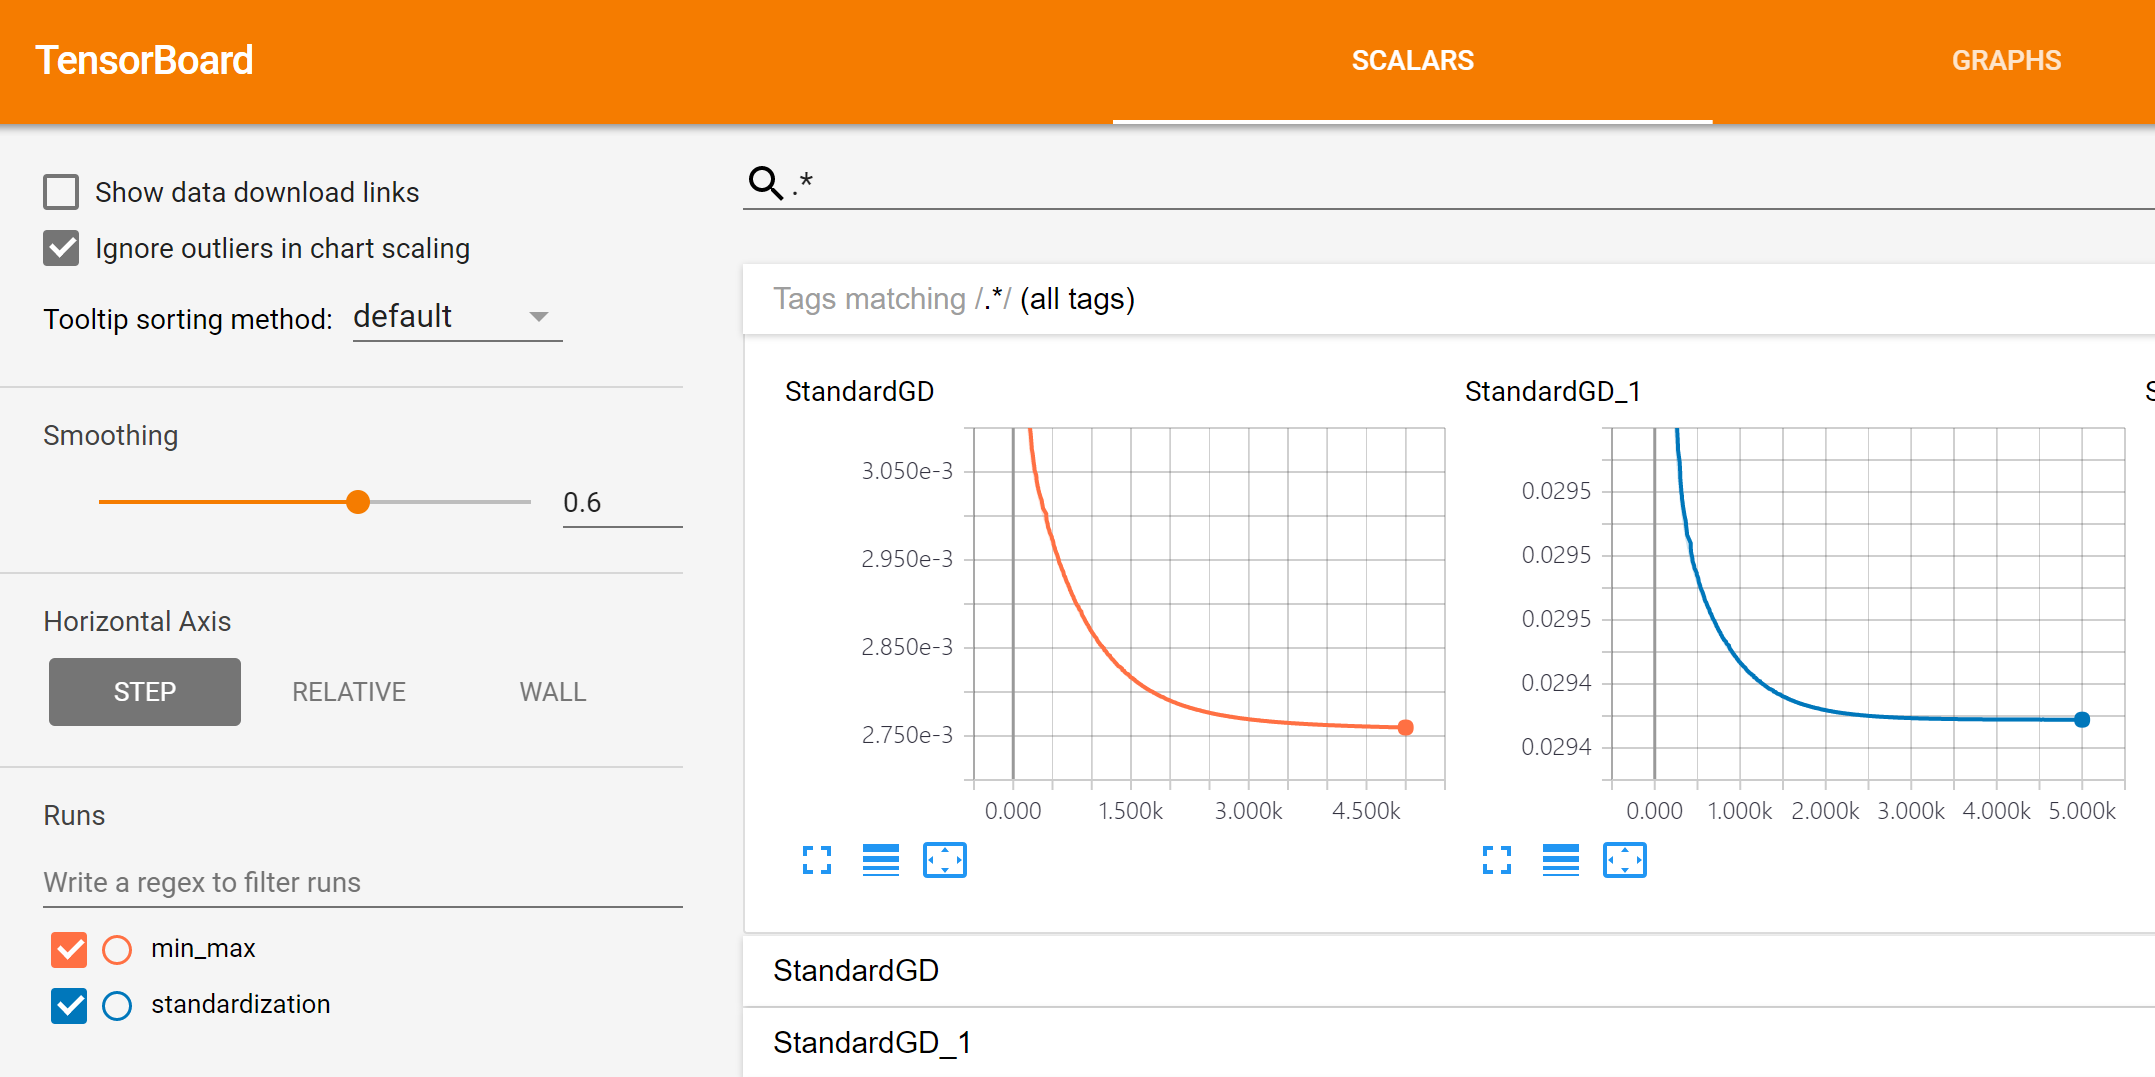 TensorBoard
SCALARS
GRAPHS
Show data download links
Ignore outliers in chart scaling
Tooltip sorting method: default
Smoothing
0.6
Horizontal Axis
STEP RELATIVE WALL
Runs
Write a regex to filter runs
min_max
standardization
.*
Tags matching /.*/ (all tags)
StandardGD
3.050e-3
2.950e-3
2.850e-3
2.750e-3
0.000 1.500k 3.000k 4.500k
StandardGD_1
0.0295
0.0295
0.0295
0.0294
0.0294
0.000 1.000k 2.000k 3.000k 4.000k 5.000k
StandardGD
StandardGD_1